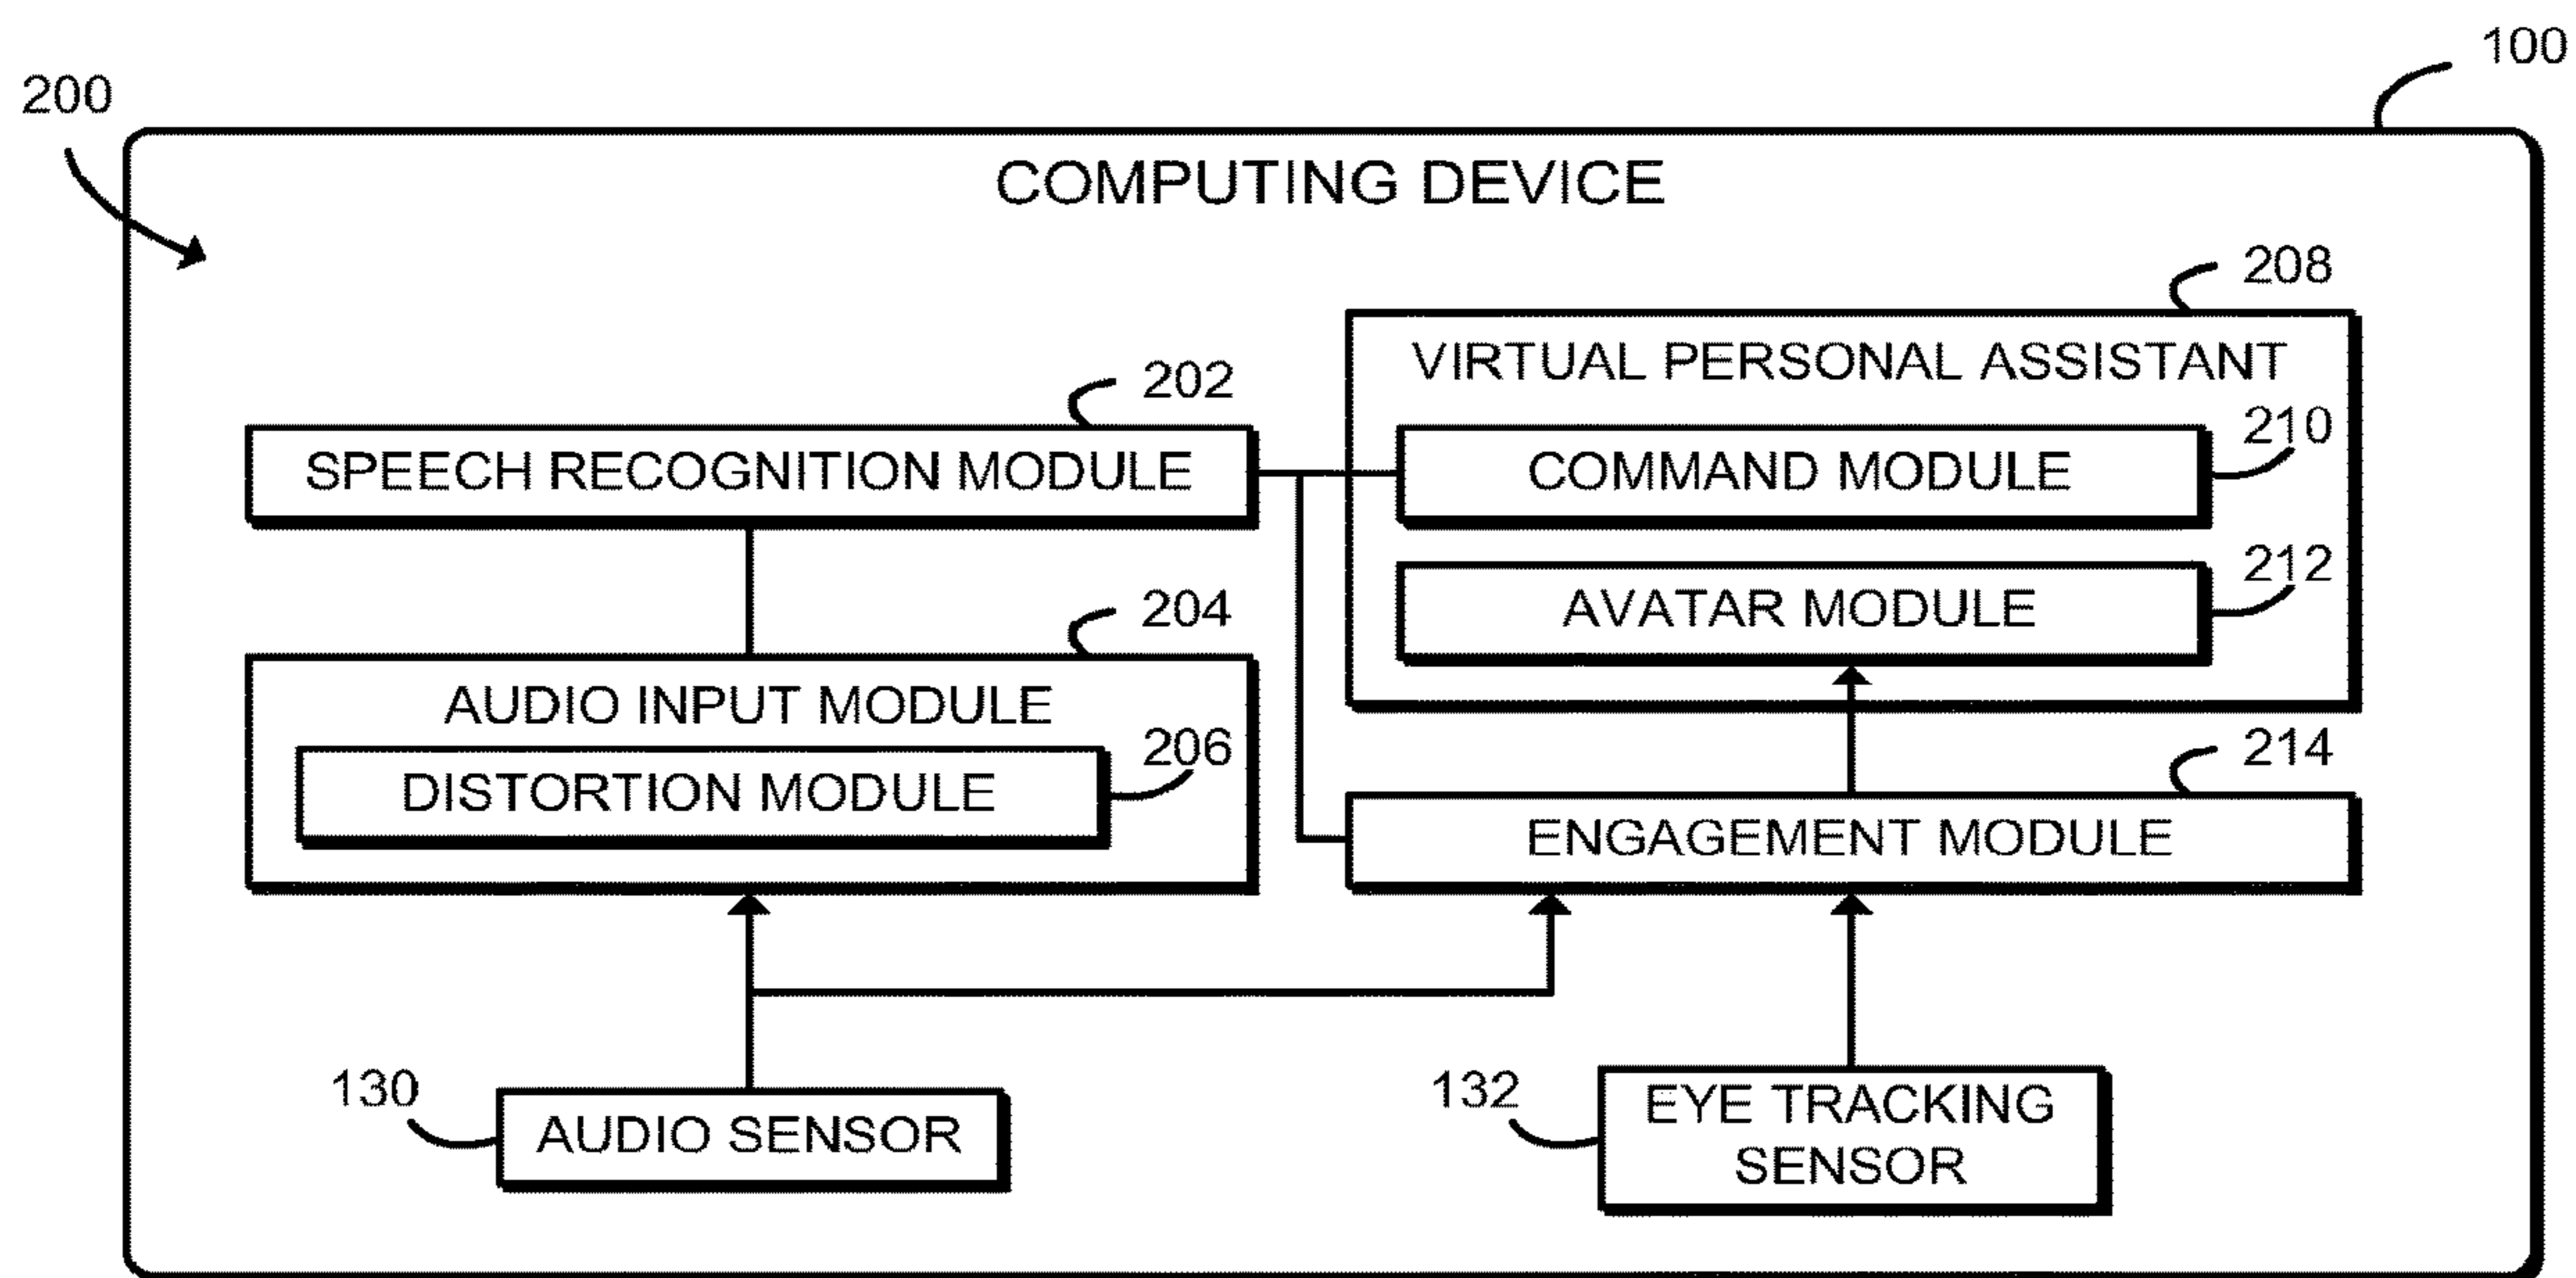 100
200
COMPUTING DEVICE
208
VIRTUAL PERSONAL ASSISTANT
202
210
SPEECH RECOGNITION MODULE
COMMAND MODULE
212
204
AVATAR MODULE
AUDIO INPUT MODULE
206
214
DISTORTION MODULE
ENGAGEMENT MODULE
130
AUDIO SENSOR
132
EYE TRACKING
SENSOR